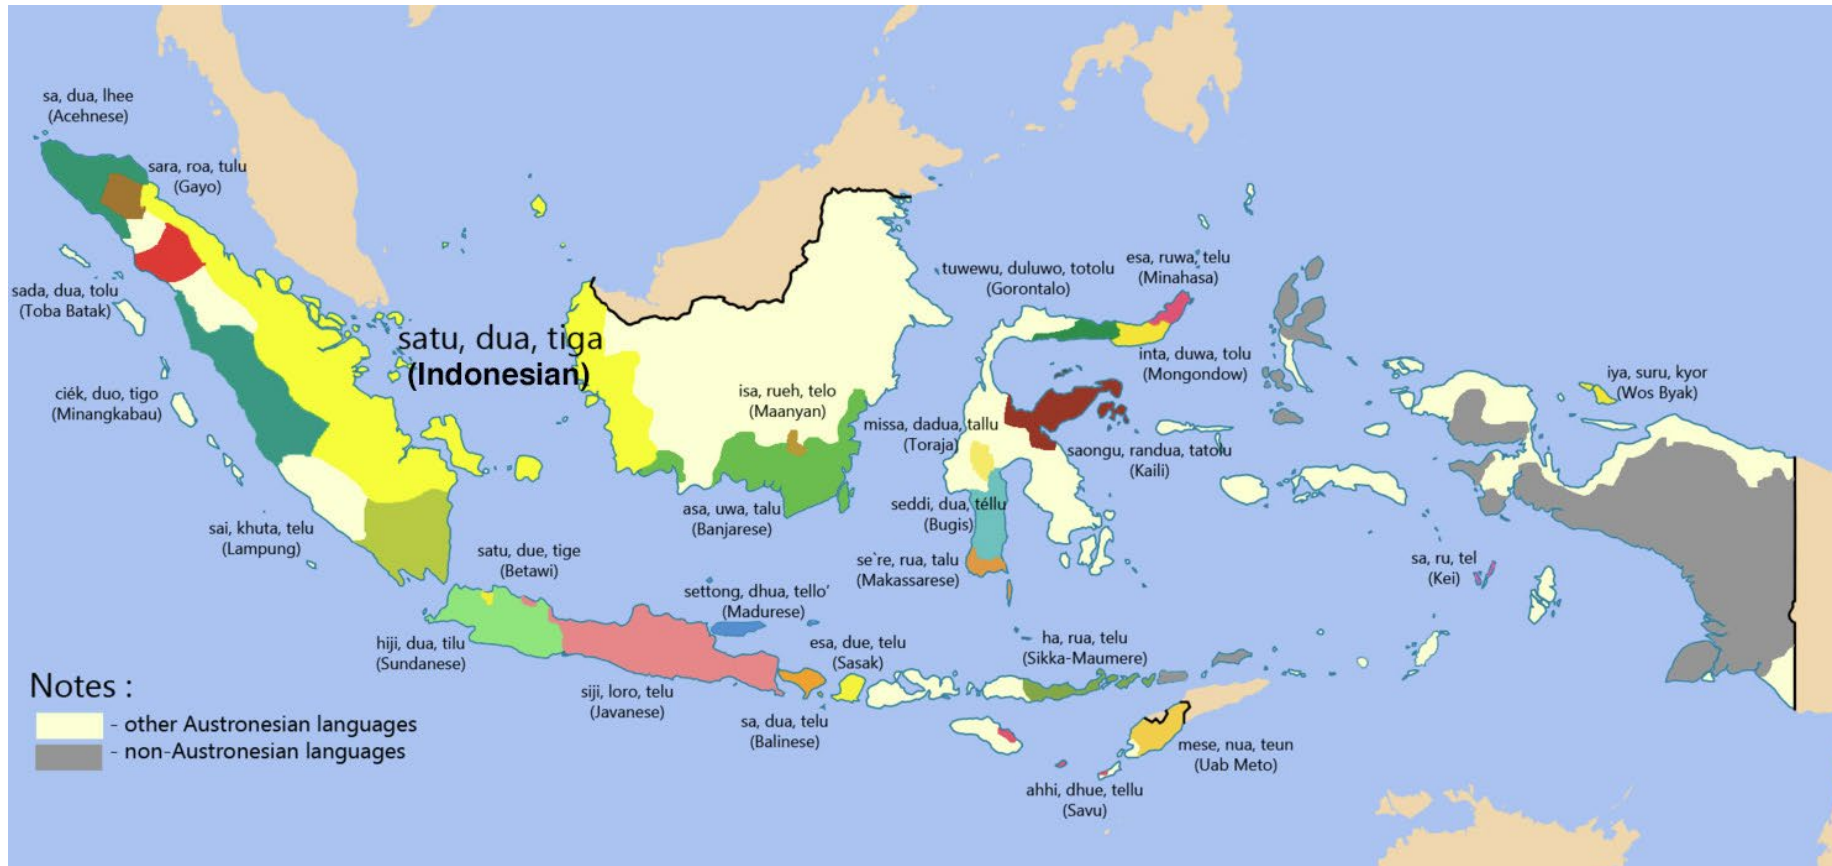 sa, dua, lhee
(Acehnese)
sara, roa, tulu
(Gayo)
sada, dua, tolu
(Toba Batak)
ciék, duo, tigo
(Minangkabau)
sai, khuta, telu
(Lampung)
satu, dua, tiga
(Indonesian)
isa, rueh, telo
(Maanyan)
asa, uwa, talu
(Banjarese)
tuwewu, duluwo, totolu
(Gorontalo)
esa, ruwa, telu
(Minahasa)
inta, duwa, tolu
(Mongondow)
missa, dadua, tallu
(Toraja)
saongu, randua, tatolu
(Kaili)
seddi, dua, téllu
(Bugis)
se`re, rua, talu
(Makassarese)
iya, suru, kyor
(Wos Byak)
sa, ru, tel
(Kei)
satu, due, tige
(Betawi)
hiji, dua, tilu
(Sundanese)
siji, loro, telu
(Javanese)
settong, dhua, tello'
(Madurese)
sa, dua, telu
(Balinese)
esa, due, telu
(Sasak)
ha, rua, telu
(Sikka-Maumere)
mese, nua, teun
(Uab Meto)
ahhi, dhue, tellu
(Savu)
Notes :
- other Austronesian languages
- non-Austronesian languages